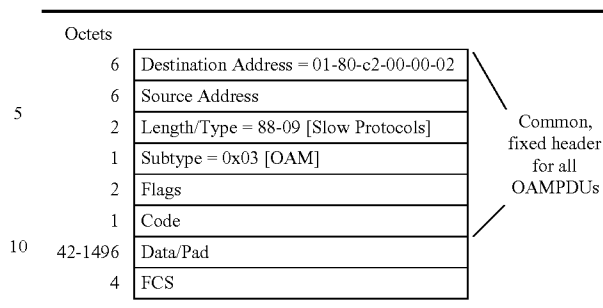 Octets
6 Destination Address = 01-80-c2-00-00-02
6 Source Address
5
2 Length/Type = 88-09 [Slow Protocols]
1 Subtype = 0x03 [OAM]
2 Flags
1 Code
10
42-1496 Data/Pad
4 FCS
Common,
fixed header
for all
OAMPDUs